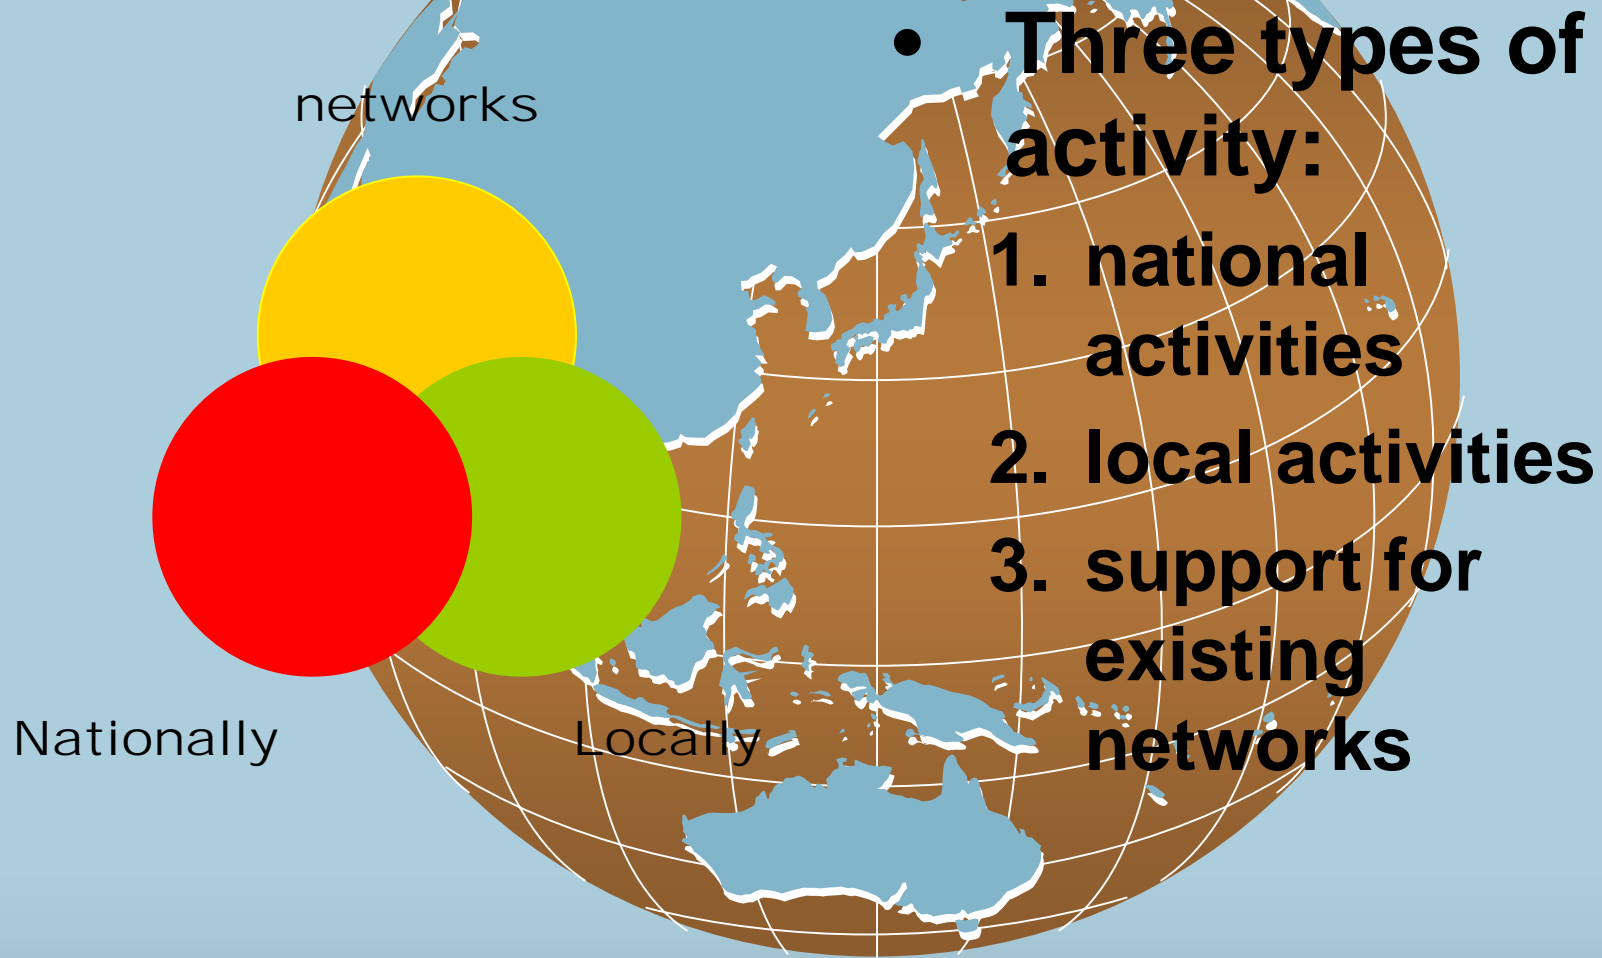 networks
Nationally
Locally
• Three types of
activity:
1. national
activities
2. local activities
3. support for
existing
networks